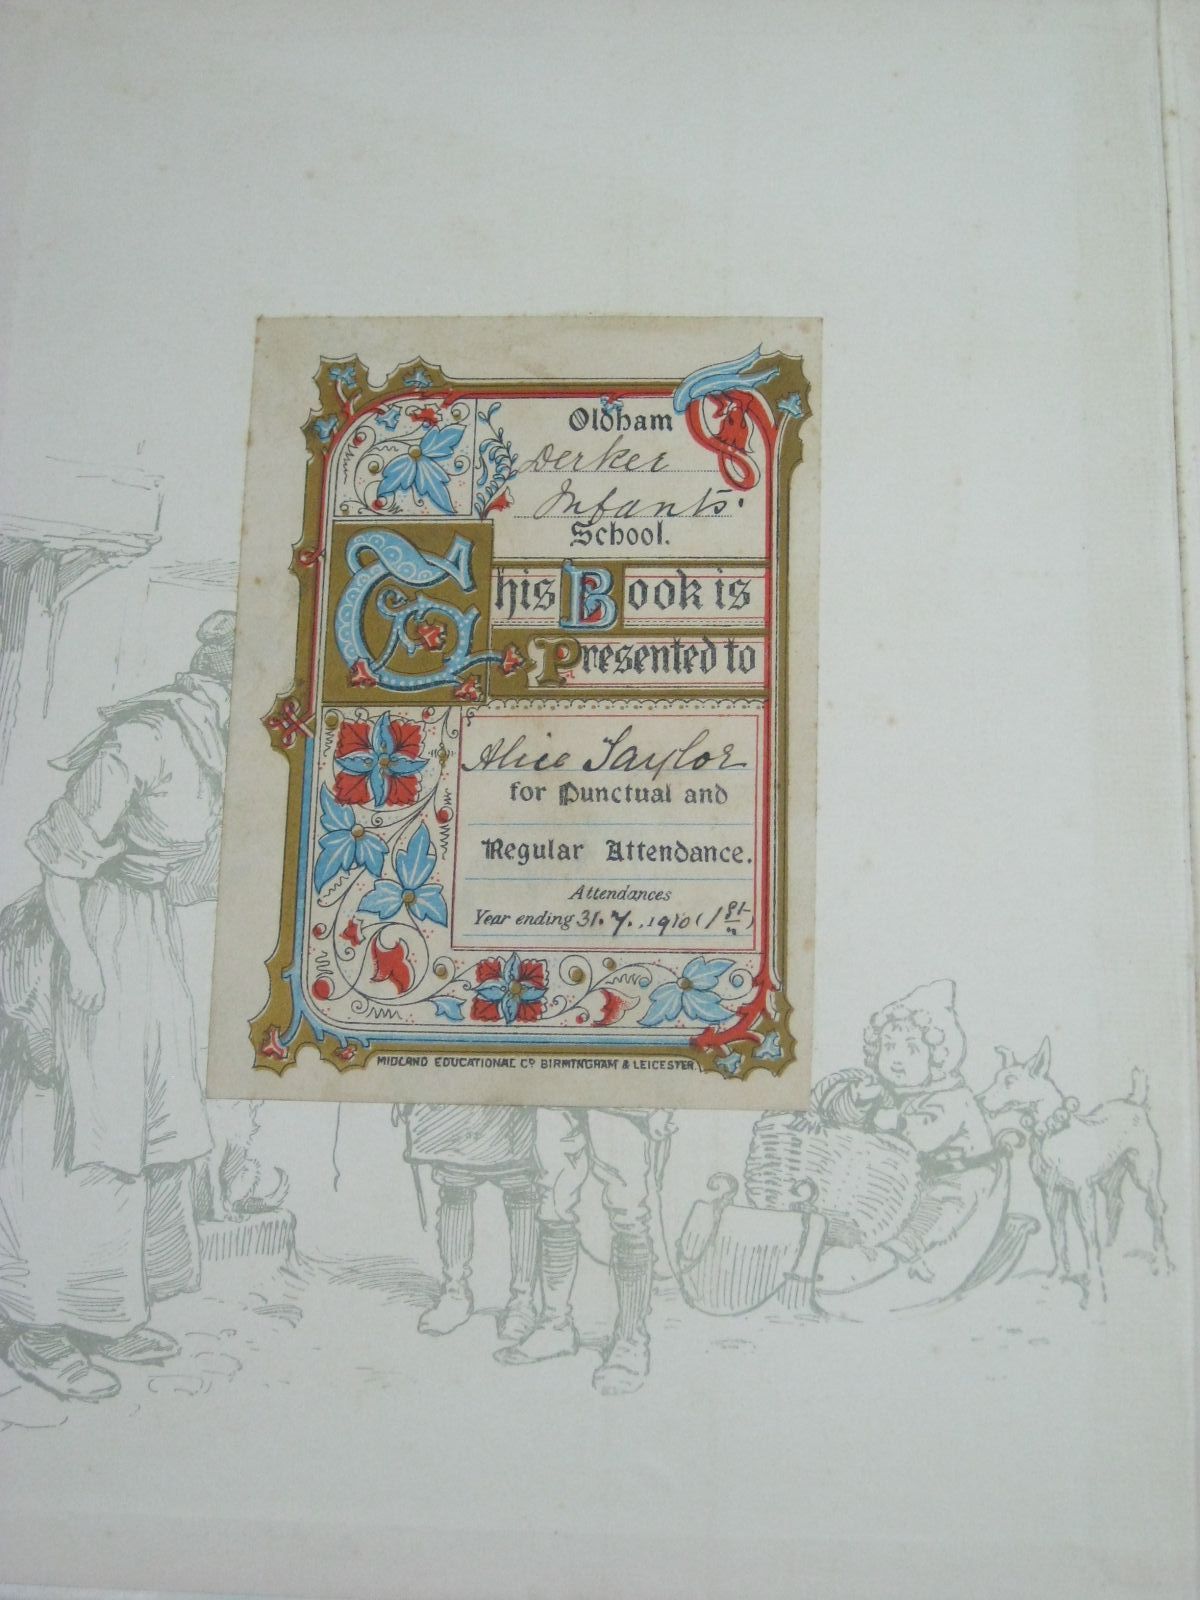 Oldham
Derker
Infants'
School.
This Book is
Presented to
Alice Taylor
for Punctual and
Regular Attendance.
Attendances
Year ending 31.7.1910 (1st)
MIDLAND EDUCATIONAL Co BIRMINGHAM & LEICESTER.